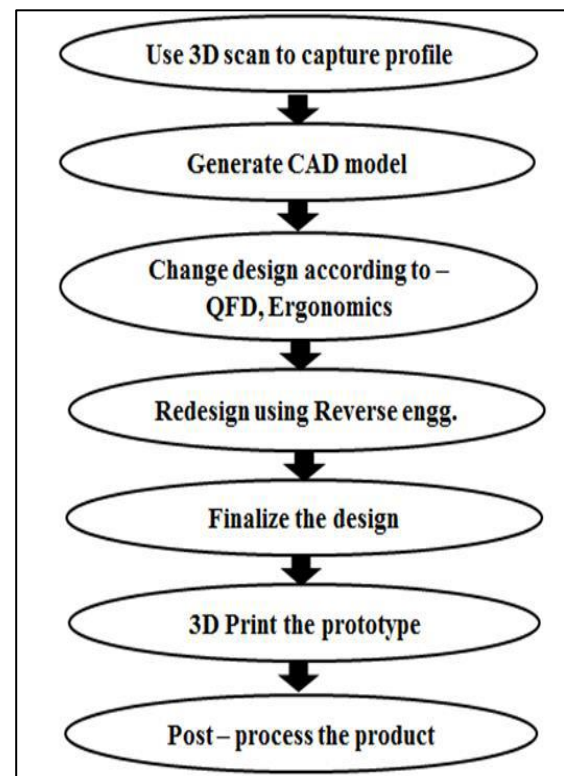 Use 3D scan to capture profile
Generate CAD model
Change design according to –
QFD, Ergonomics
Redesign using Reverse engg.
Finalize the design
3D Print the prototype
Post – process the product